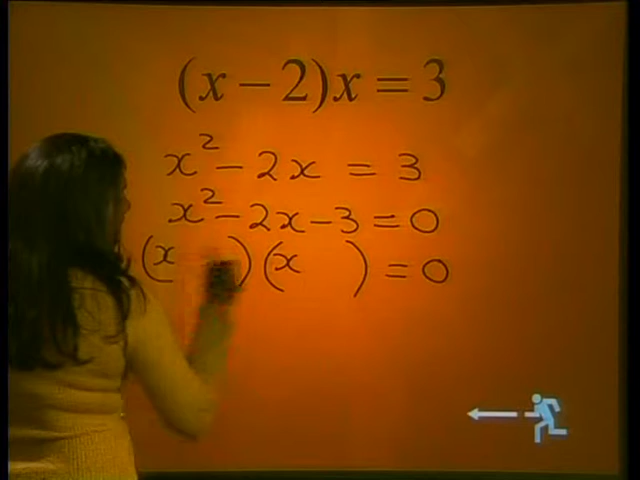 (x − 2)x = 3
x² − 2x = 3
x² − 2x − 3 = 0
(x    ) (x    ) = 0